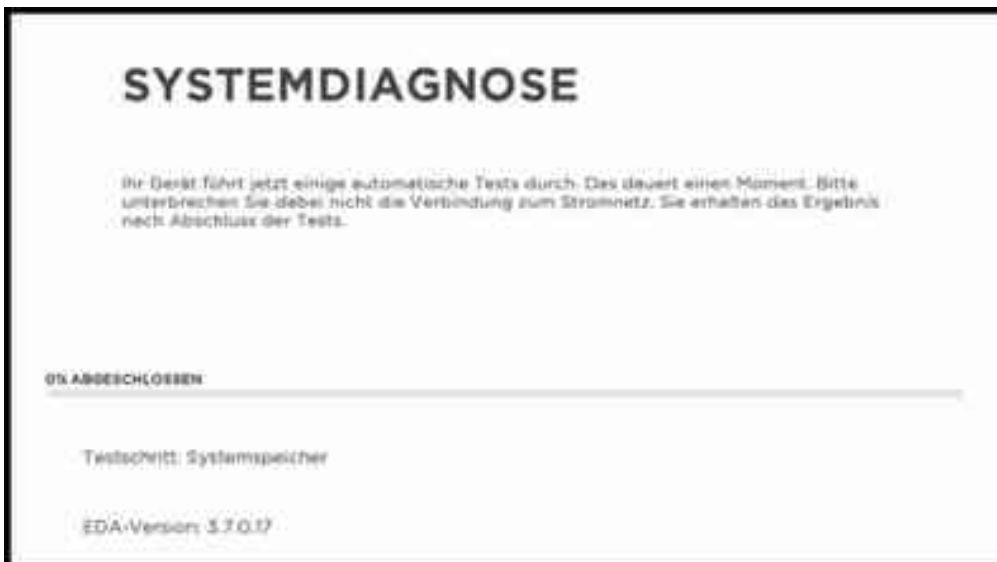 SYSTEMDIAGNOSE
Ihr Gerät führt jetzt einige automatische Tests durch. Das dauert einen Moment. Bitte
unterbrechen Sie dabei nicht die Verbindung zum Stromnetz. Sie erhalten das Ergebnis
nach Abschluss der Tests.
0% ABGESCHLOSSEN
Testschritt: Systemspeicher
EDA-Version: 3.7.0.17